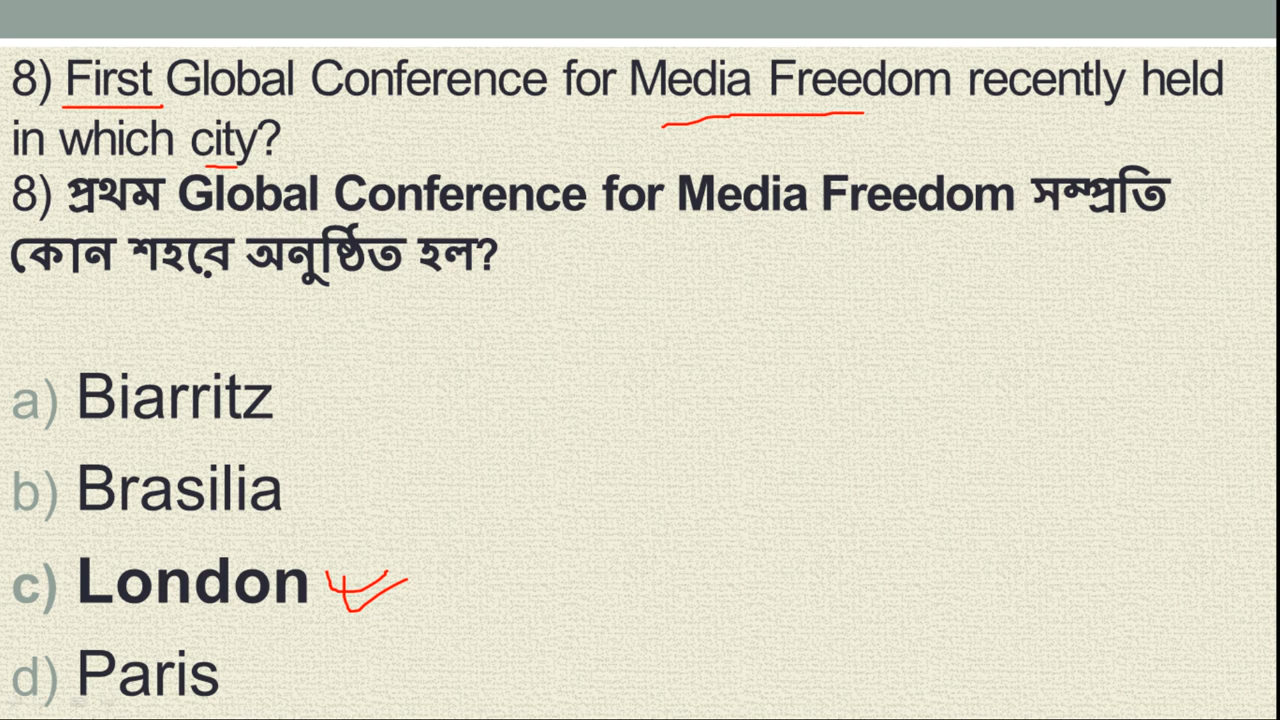 8) First Global Conference for Media Freedom recently held
in which city?
8) প্রথম Global Conference for Media Freedom সম্প্রতি
কোন শহরে অনুষ্ঠিত হল?
a) Biarritz
b) Brasilia
c) London
d) Paris